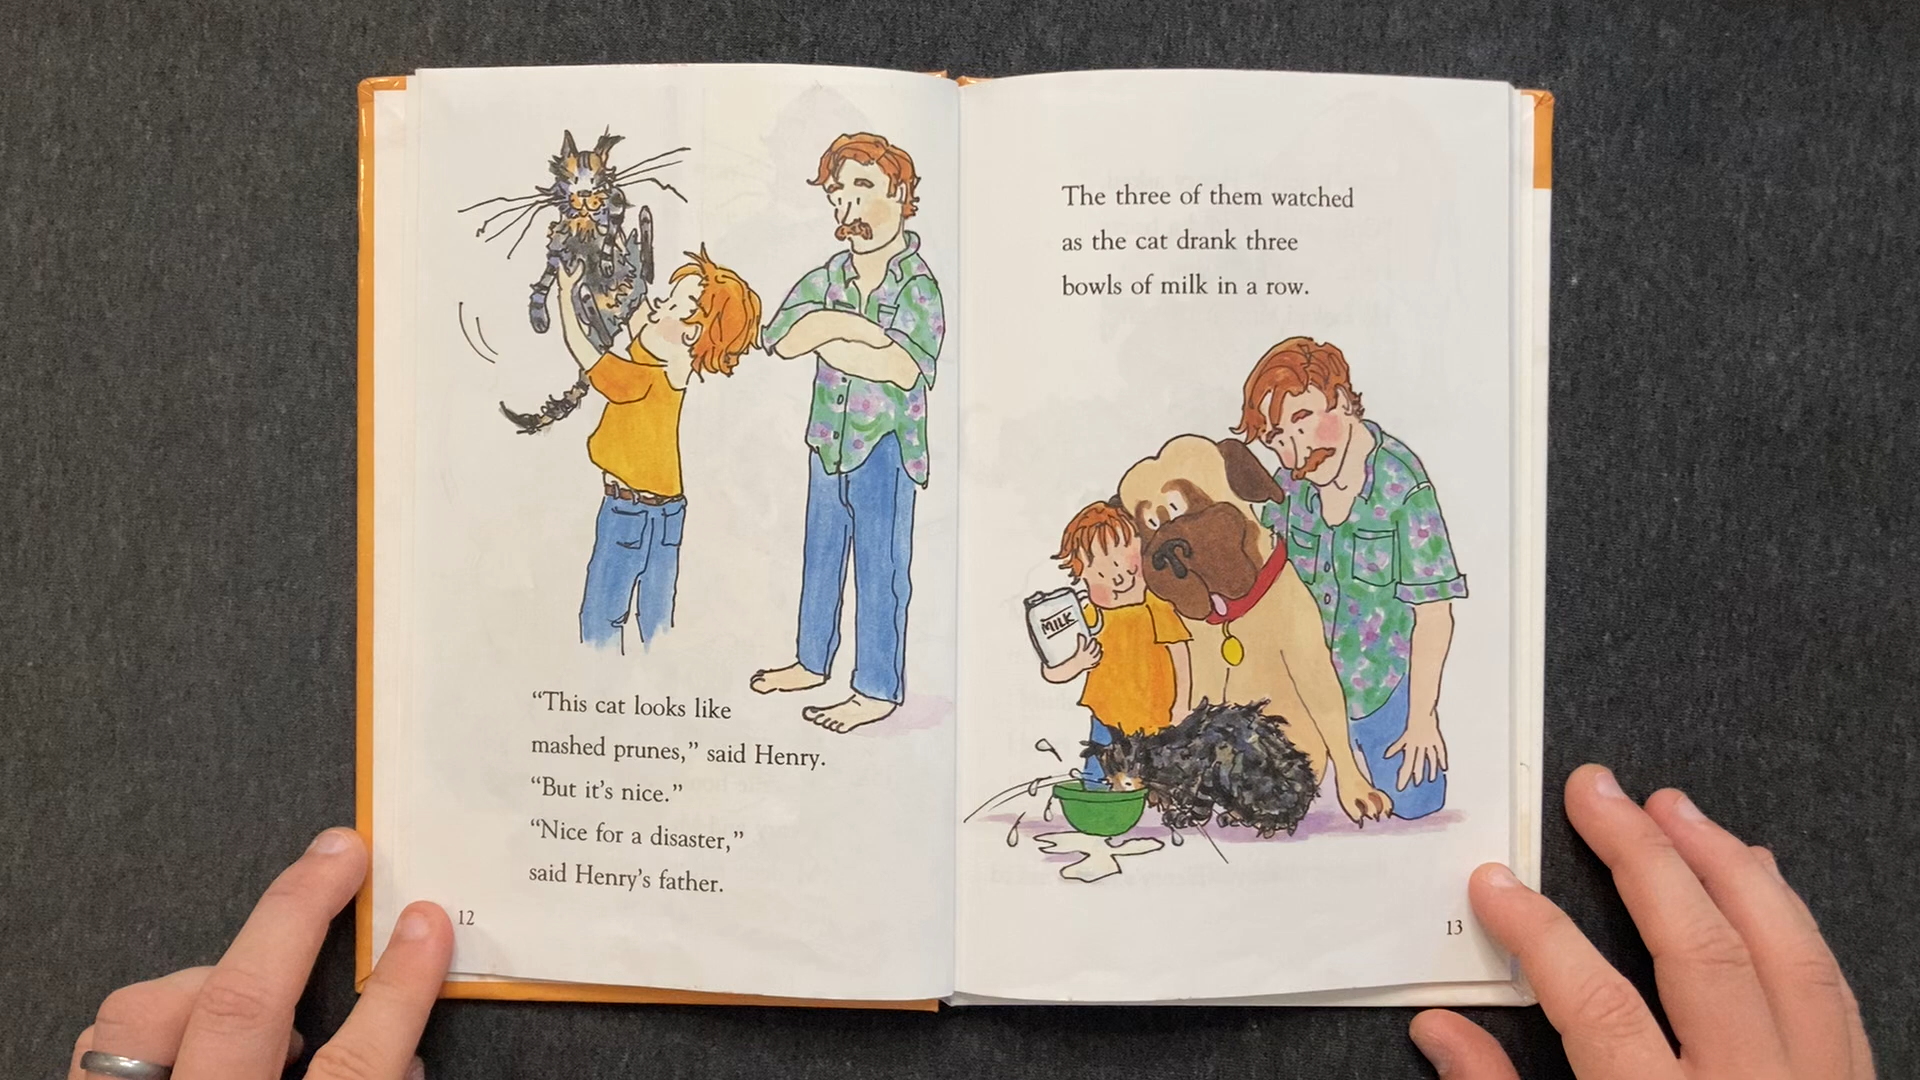 “This cat looks like
mashed prunes,” said Henry.
“But it’s nice.”
“Nice for a disaster,”
said Henry’s father.
12
The three of them watched
as the cat drank three
bowls of milk in a row.
MILK
13